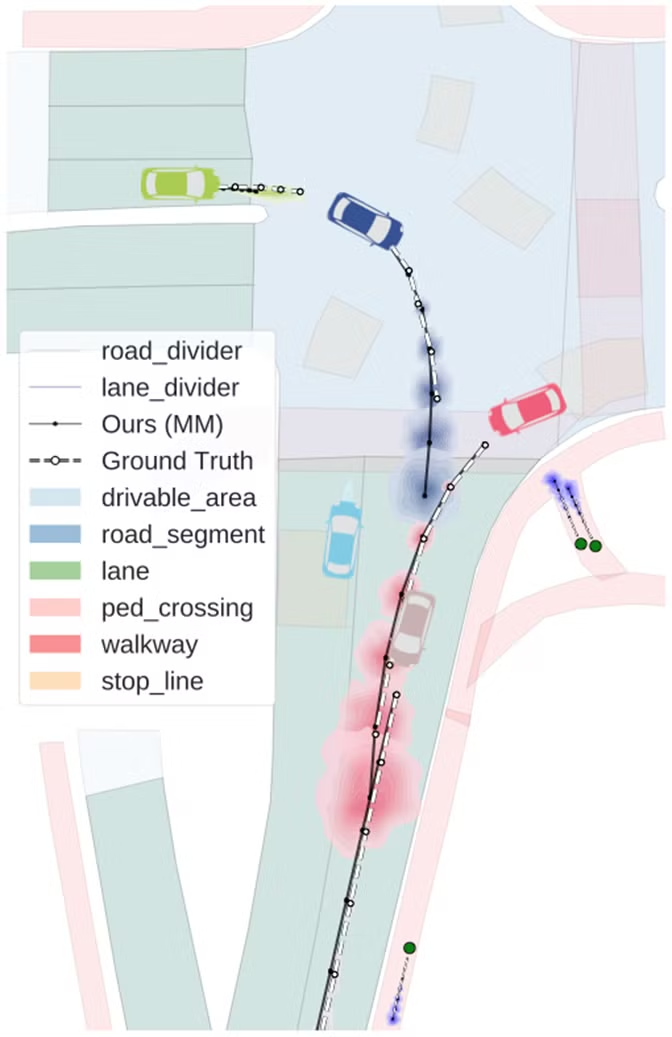 road_divider
lane_divider
Ours (MM)
Ground Truth
drivable_area
road_segment
lane
ped_crossing
walkway
stop_line